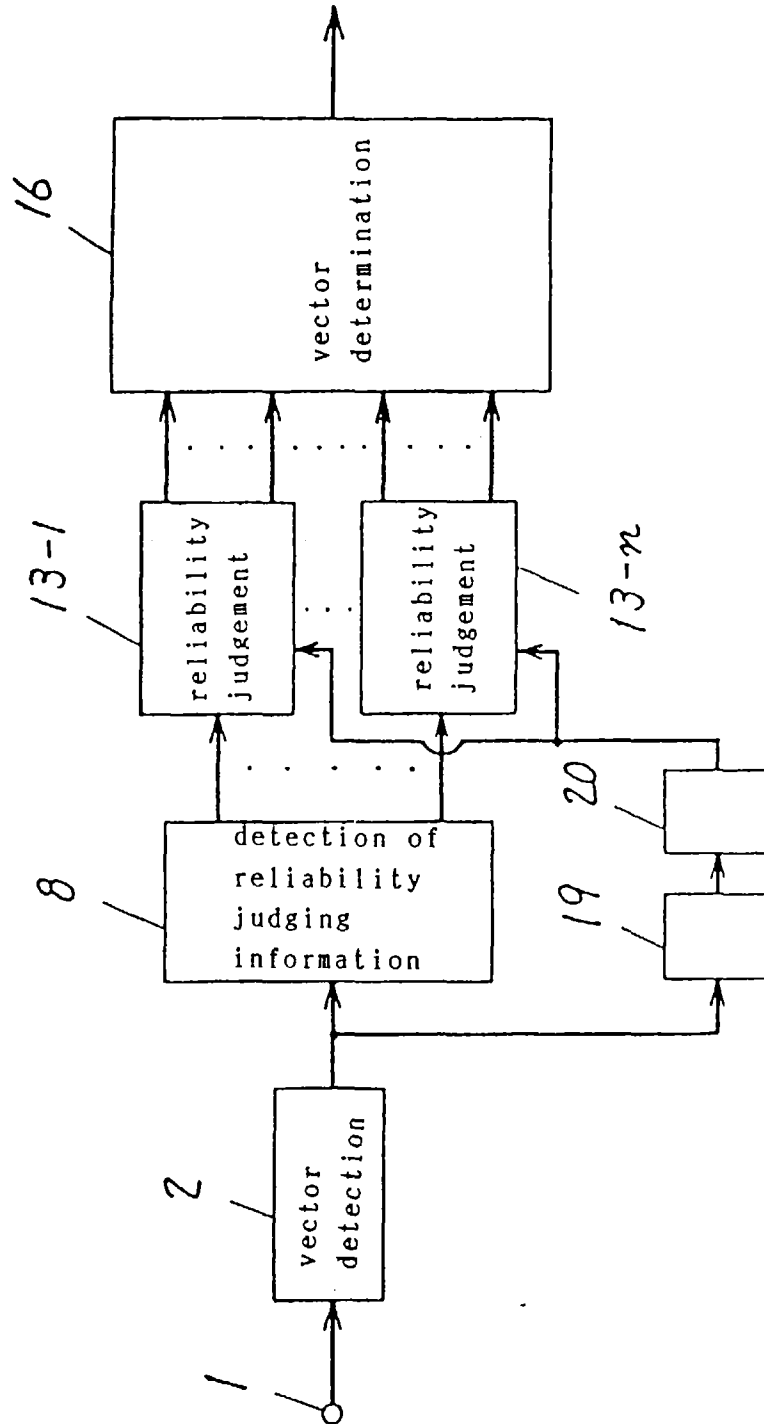 1
2
vector
detection
8
detection of
reliability
judging
information
19
20
13-1
reliability
judgement
13-n
reliability
judgement
16
vector
determination